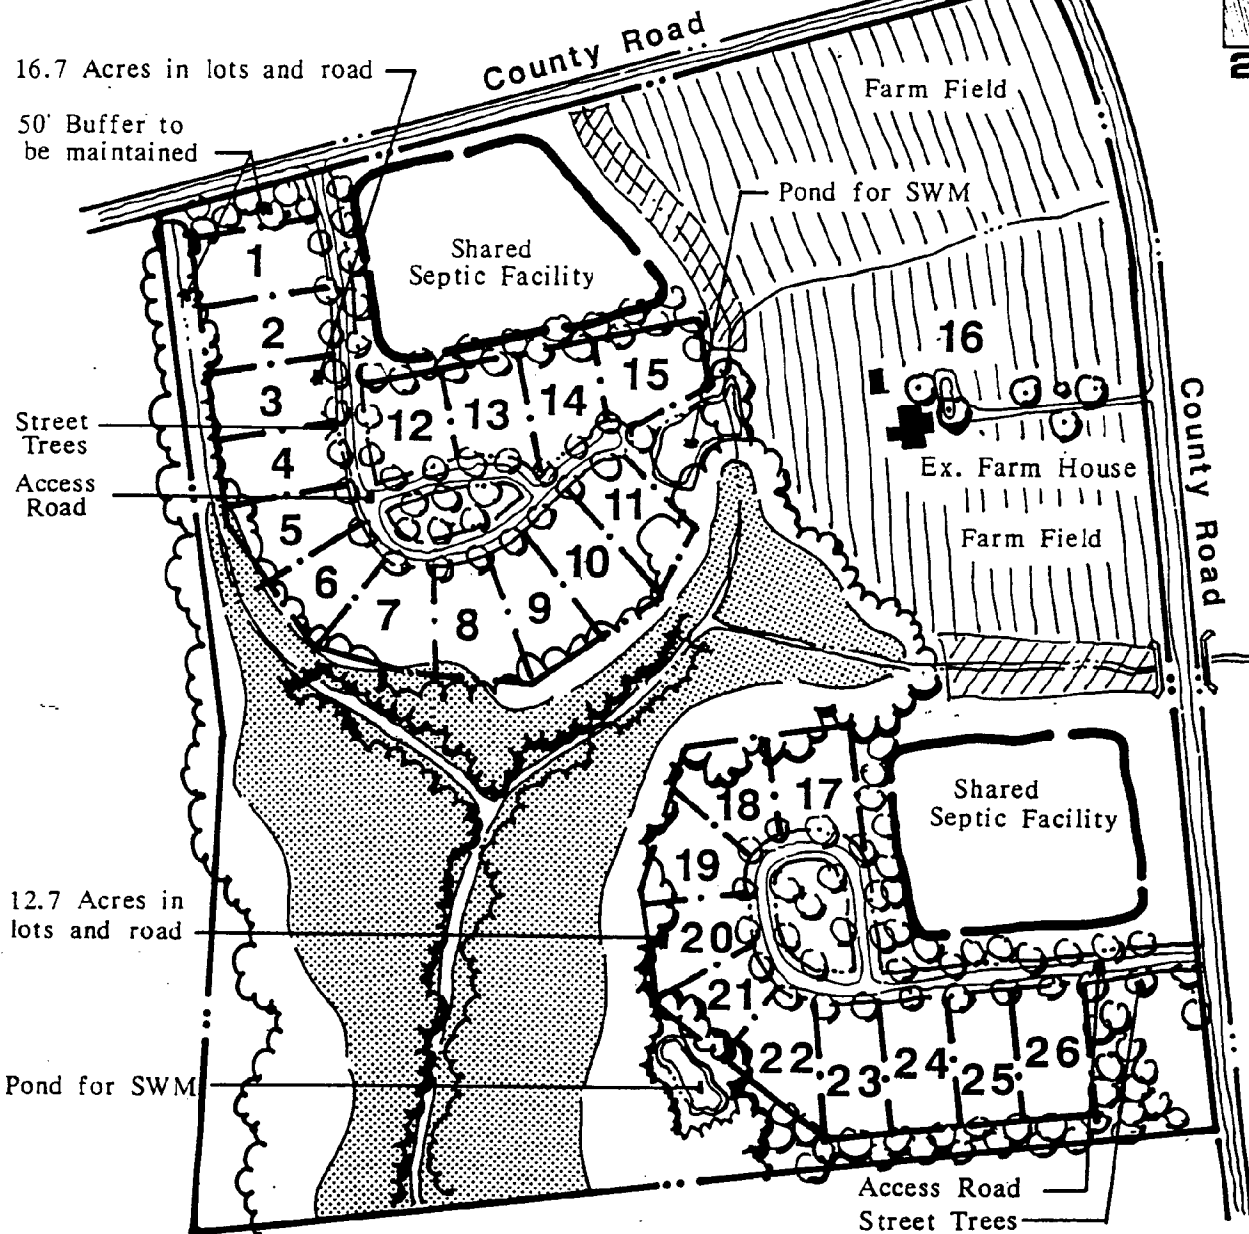 County Road
16.7 Acres in lots and road
50' Buffer to
be maintained
Farm Field
Pond for SWM
Shared
Septic Facility
1
2
3
4
5
6
7
8
9
10
11
12
13
14
15
16
Street
Trees
Access
Road
Ex. Farm House
Farm Field
County Road
Shared
Septic Facility
17
18
19
20
21
22
23
24
25
26
12.7 Acres in
lots and road
Pond for SWM
Access Road
Street Trees